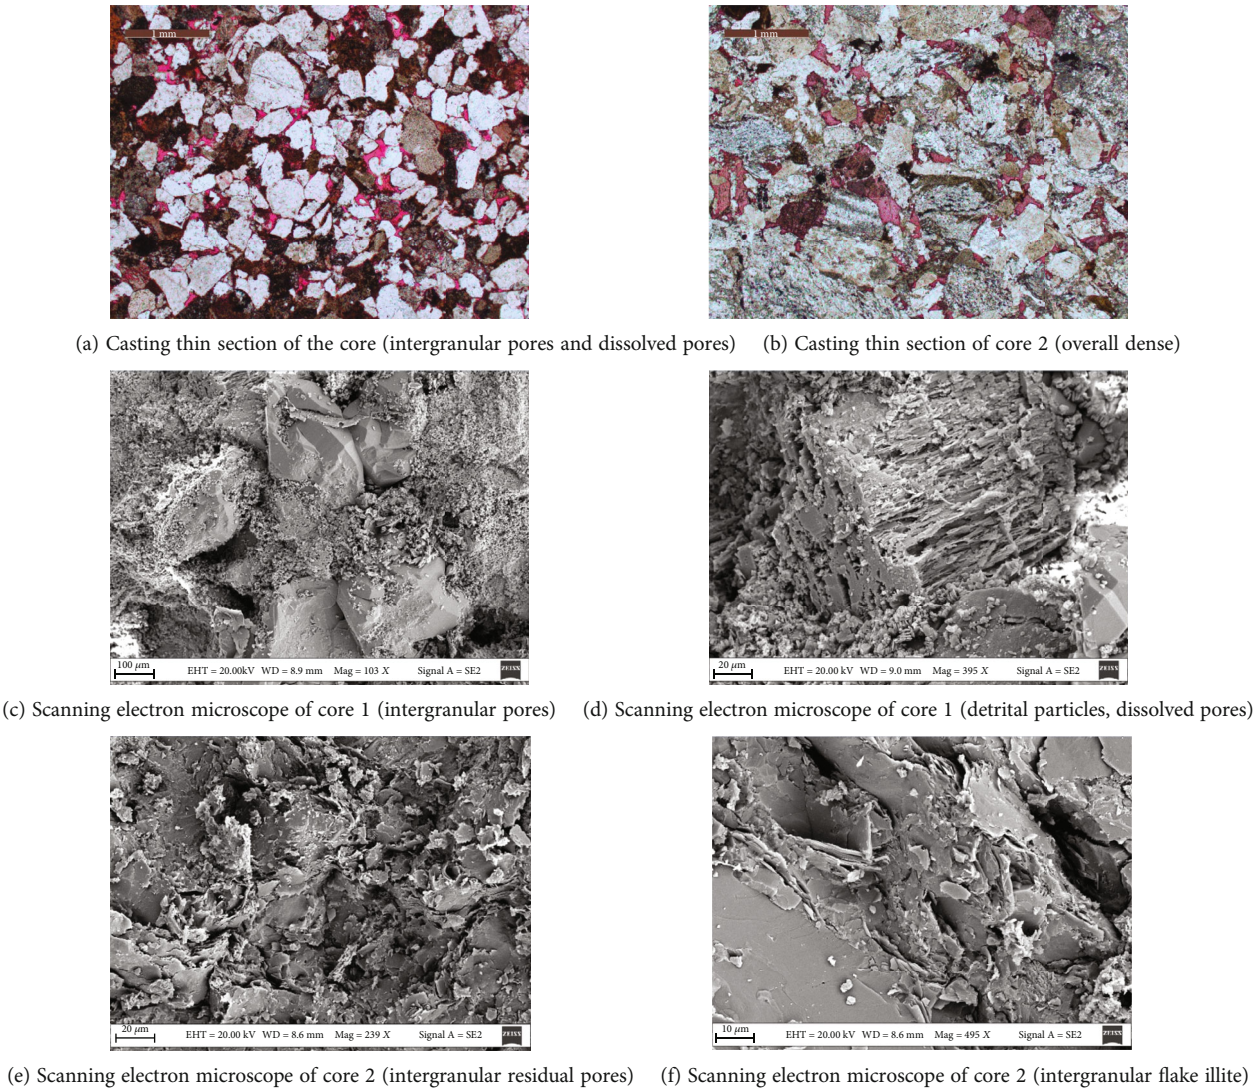 1 mm
1 mm
(a) Casting thin section of the core (intergranular pores and dissolved pores)
(b) Casting thin section of core 2 (overall dense)
100 μm
EHT = 20.00kV WD = 8.9 mm Mag = 103 X Signal A = SE2
ZEISS
20 μm
EHT = 20.00 kV WD = 9.0 mm Mag = 395 X Signal A = SE2
ZEISS
(c) Scanning electron microscope of core 1 (intergranular pores)
(d) Scanning electron microscope of core 1 (detrital particles, dissolved pores)
20 μm
EHT = 20.00 kV WD = 8.6 mm Mag = 239 X Signal A = SE2
ZEISS
10 μm
EHT = 20.00 kV WD = 8.6 mm Mag = 495 X Signal A = SE2
ZEISS
(e) Scanning electron microscope of core 2 (intergranular residual pores)
(f) Scanning electron microscope of core 2 (intergranular flake illite)